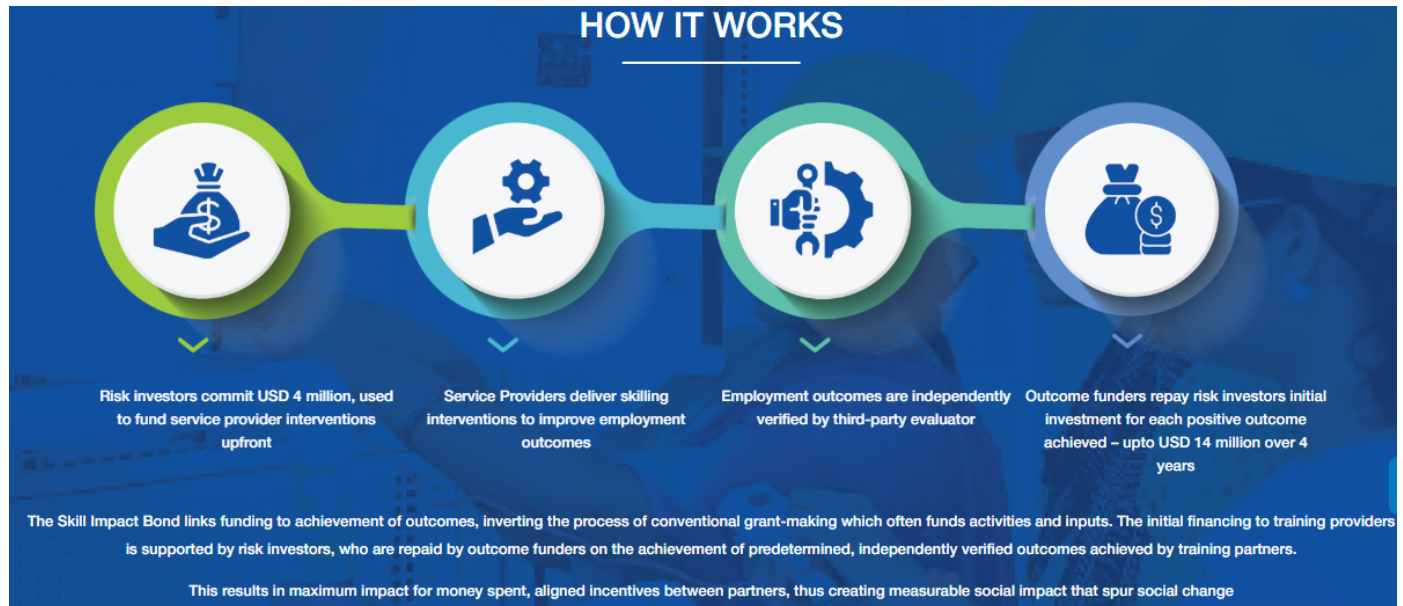 HOW IT WORKS
Risk investors commit USD 4 million, used
to fund service provider interventions
upfront
Service Providers deliver skilling
interventions to improve employment
outcomes
Employment outcomes are independently
verified by third-party evaluator
Outcome funders repay risk investors initial
investment for each positive outcome
achieved – upto USD 14 million over 4
years
The Skill Impact Bond links funding to achievement of outcomes, inverting the process of conventional grant-making which often funds activities and inputs. The initial financing to training providers
is supported by risk investors, who are repaid by outcome funders on the achievement of predetermined, independently verified outcomes achieved by training partners.
This results in maximum impact for money spent, aligned incentives between partners, thus creating measurable social impact that spur social change